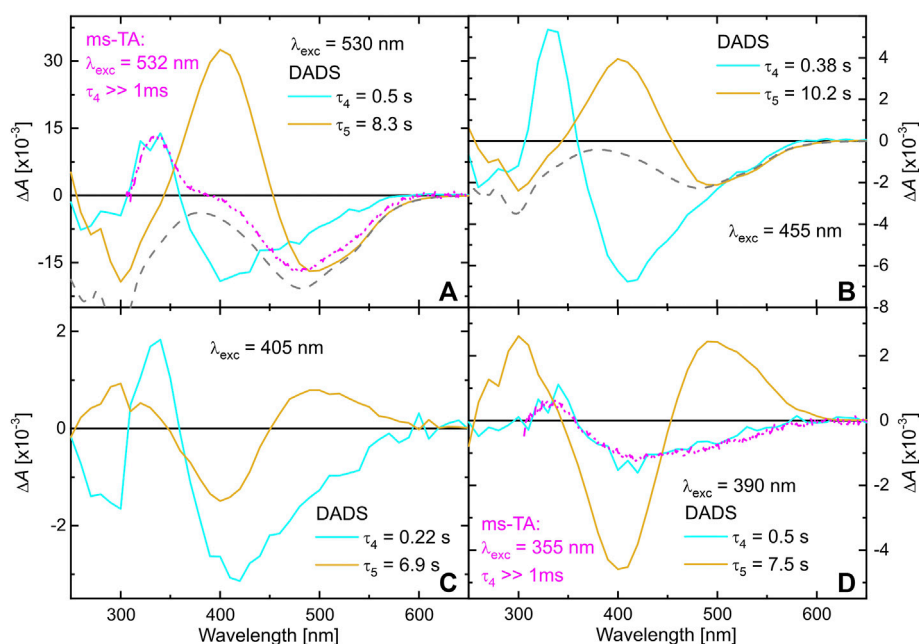 ms-TA:
λexc = 532 nm
τ4 >> 1ms
λexc = 530 nm
DADS
τ4 = 0.5 s
τ5 = 8.3 s
30
15
0
-15
ΔA [x10-3]
A
DADS
τ4 = 0.38 s
τ5 = 10.2 s
λexc = 455 nm
4
2
0
-2
-4
-6
-8
ΔA [x10-3]
B
λexc = 405 nm
DADS
τ4 = 0.22 s
τ5 = 6.9 s
2
0
-2
ΔA [x10-3]
C
300 400 500 600
Wavelength [nm]
ms-TA:
λexc = 355 nm
τ4 >> 1ms
λexc = 390 nm
DADS
τ4 = 0.5 s
τ5 = 7.5 s
2
0
-2
-4
ΔA [x10-3]
D
300 400 500 600
Wavelength [nm]